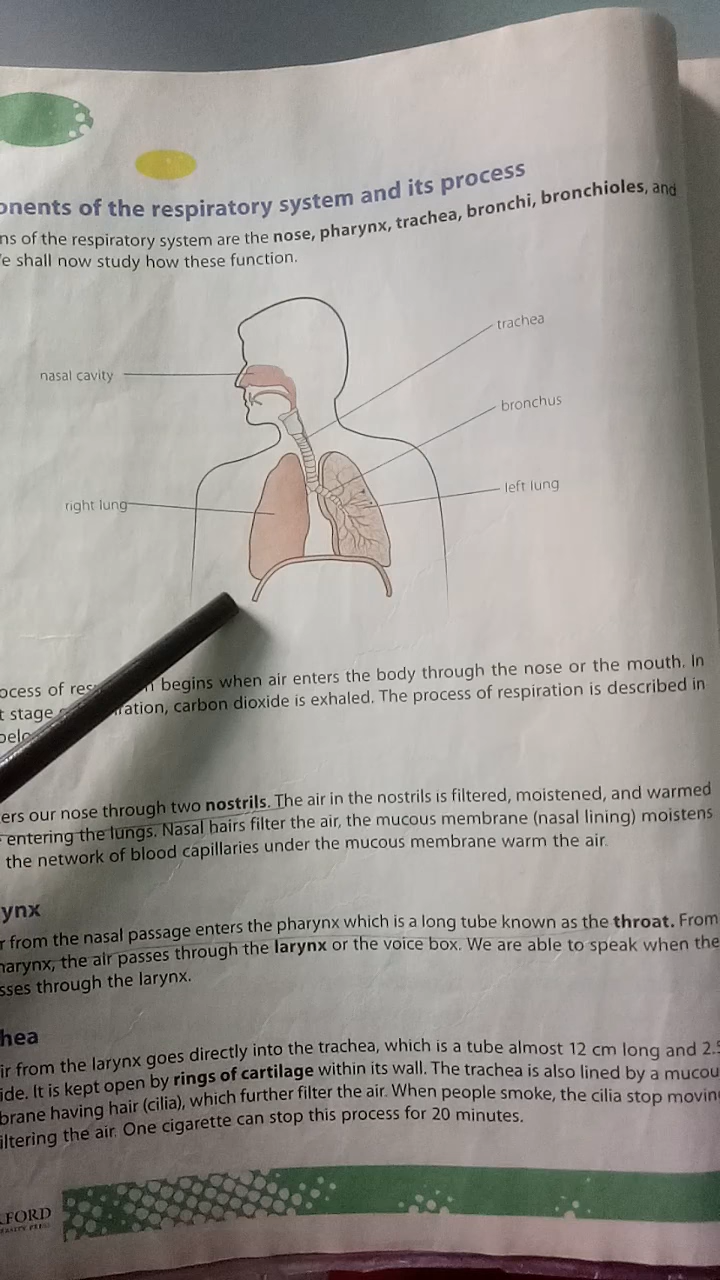 onents of the respiratory system and its process
ns of the respiratory system are the nose, pharynx, trachea, bronchi, bronchioles, and
e shall now study how these function.
trachea
nasal cavity
bronchus
left lung
right lung
ocess of begins when air enters the body through the nose or the mouth. In
t stage ration, carbon dioxide is exhaled. The process of respiration is described in
belo
ers our nose through two nostrils. The air in the nostrils is filtered, moistened, and warmed
entering the lungs. Nasal hairs filter the air, the mucous membrane (nasal lining) moistens
the network of blood capillaries under the mucous membrane warm the air.
ynx
r from the nasal passage enters the pharynx which is a long tube known as the throat. From
harynx, the air passes through the larynx or the voice box. We are able to speak when the
sses through the larynx.
hea
ir from the larynx goes directly into the trachea, which is a tube almost 12 cm long and 2.5
ide. It is kept open by rings of cartilage within its wall. The trachea is also lined by a mucou
brane having hair (cilia), which further filter the air. When people smoke, the cilia stop movin
iltering the air. One cigarette can stop this process for 20 minutes.
FORD